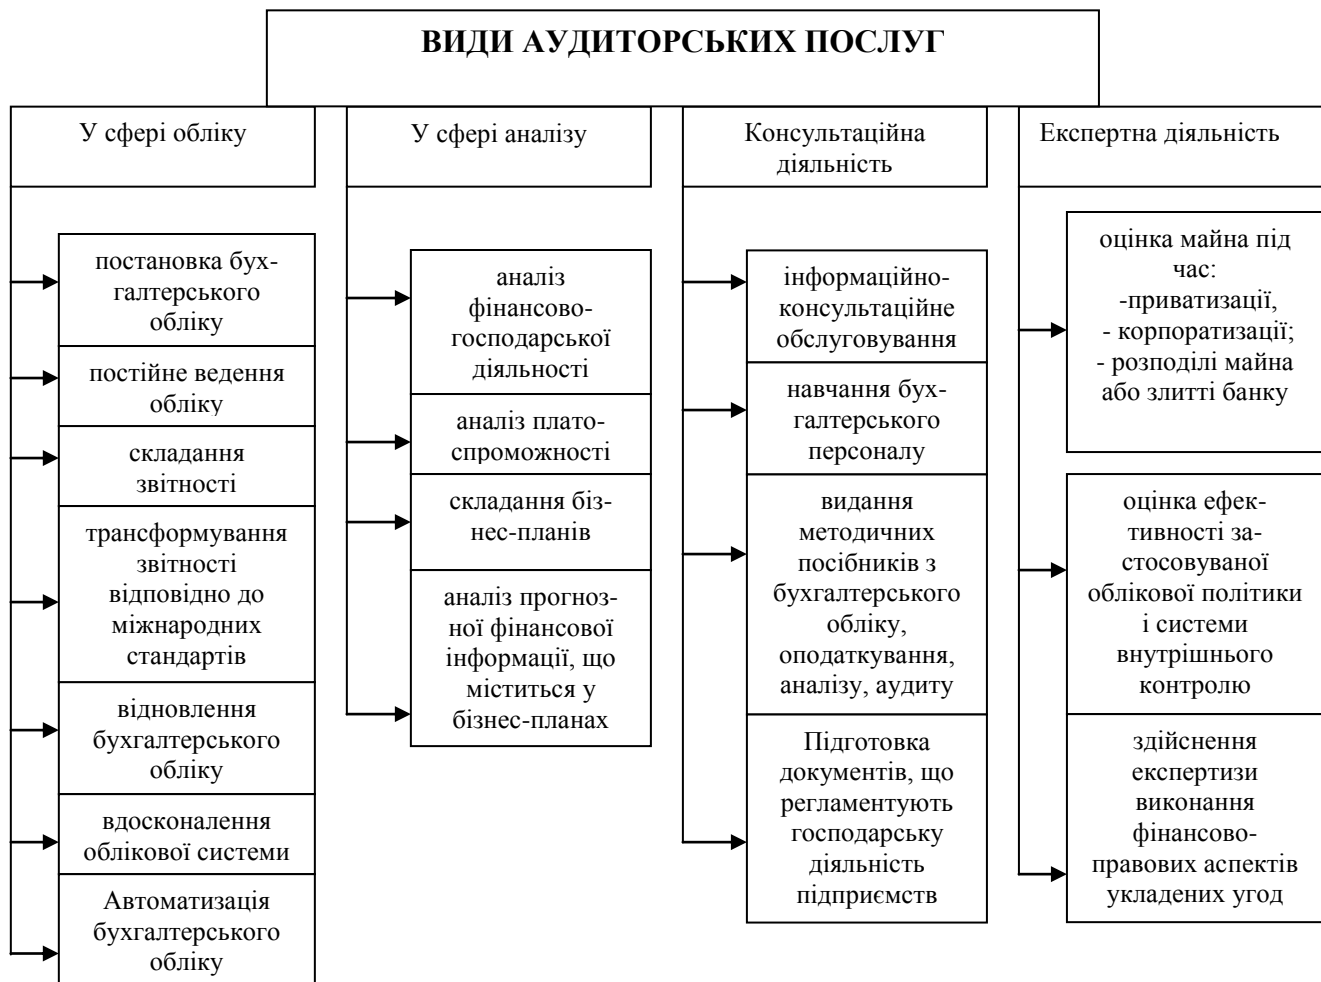 ВИДИ АУДИТОРСЬКИХ ПОСЛУГ
У сфері обліку
постановка бух-
галтерського
обліку
постійне ведення
обліку
складання
звітності
трансформування
звітності
відповідно до
міжнародних
стандартів
відновлення
бухгалтерського
обліку
вдосконалення
облікової системи
Автоматизація
бухгалтерського
обліку
У сфері аналізу
аналіз
фінансово-
господарської
діяльності
аналіз плато-
спроможності
складання біз-
нес-планів
аналіз прогноз-
ної фінансової
інформації, що
міститься у
бізнес-планах
Консультаційна
діяльність
інформаційно-
консультаційне
обслуговування
навчання бух-
галтерського
персоналу
видання
методичних
посібників з
бухгалтерського
обліку,
оподаткування,
аналізу, аудиту
Підготовка
документів, що
регламентують
господарську
діяльність
підприємств
Експертна діяльність
оцінка майна під
час:
-приватизації,
- корпоратизації;
- розподілі майна
або злитті банку
оцінка ефек-
тивності за-
стосовуваної
облікової політики
і системи
внутрішнього
контролю
здійснення
експертизи
виконання
фінансово-
правових аспектів
укладених угод